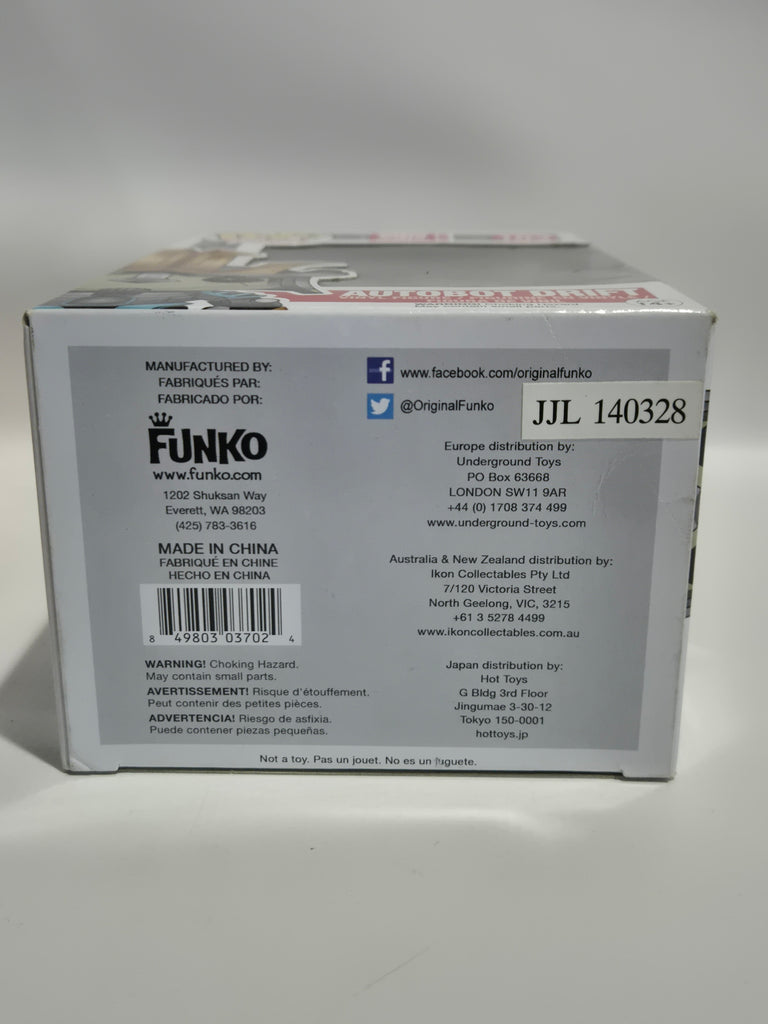 AUTOBOT DRIFT
14+
MANUFACTURED BY:
FABRIQUÉS PAR:
FABRICADO POR:
FUNKO
www.funko.com
1202 Shuksan Way
Everett, WA 98203
(425) 783-3616
MADE IN CHINA
FABRIQUÉ EN CHINE
HECHO EN CHINA
8 49803 03702 4
WARNING! Choking Hazard.
May contain small parts.
AVERTISSEMENT! Risque d'étouffement.
Peut contenir des petites pièces.
ADVERTENCIA! Riesgo de asfixia.
Puede contener piezas pequeñas.
f www.facebook.com/originalfunko
@OriginalFunko
JJL 140328
Europe distribution by:
Underground Toys
PO Box 63668
LONDON SW11 9AR
+44 (0) 1708 374 499
www.underground-toys.com
Australia & New Zealand distribution by:
Ikon Collectables Pty Ltd
7/120 Victoria Street
North Geelong, VIC, 3215
+61 3 5278 4499
www.ikoncollectables.com.au
Japan distribution by:
Hot Toys
G Bldg 3rd Floor
Jingumae 3-30-12
Tokyo 150-0001
hottoys.jp
Not a toy. Pas un jouet. No es un juguete.